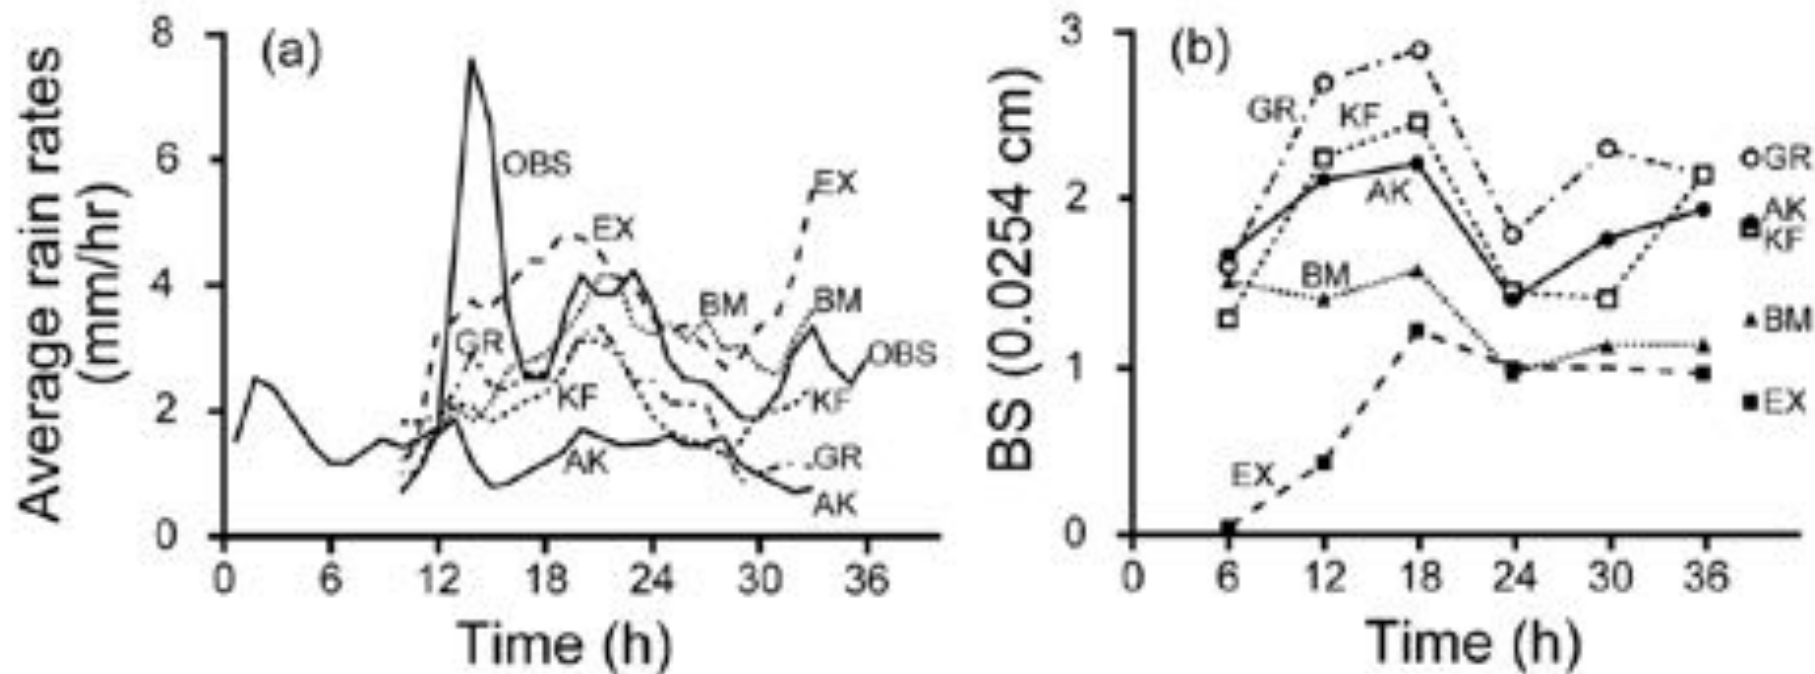 (a)
Average rain rates
(mm/hr)
8
6
4
2
0
OBS
EX
EX
GR
BM
BM
OBS
KF
KF
AK
GR
AK
0 6 12 18 24 30 36
Time (h)
(b)
BS (0.0254 cm)
3
2
1
0
GR
KF
AK
BM
EX
GR
AK
KF
BM
EX
0 6 12 18 24 30 36
Time (h)